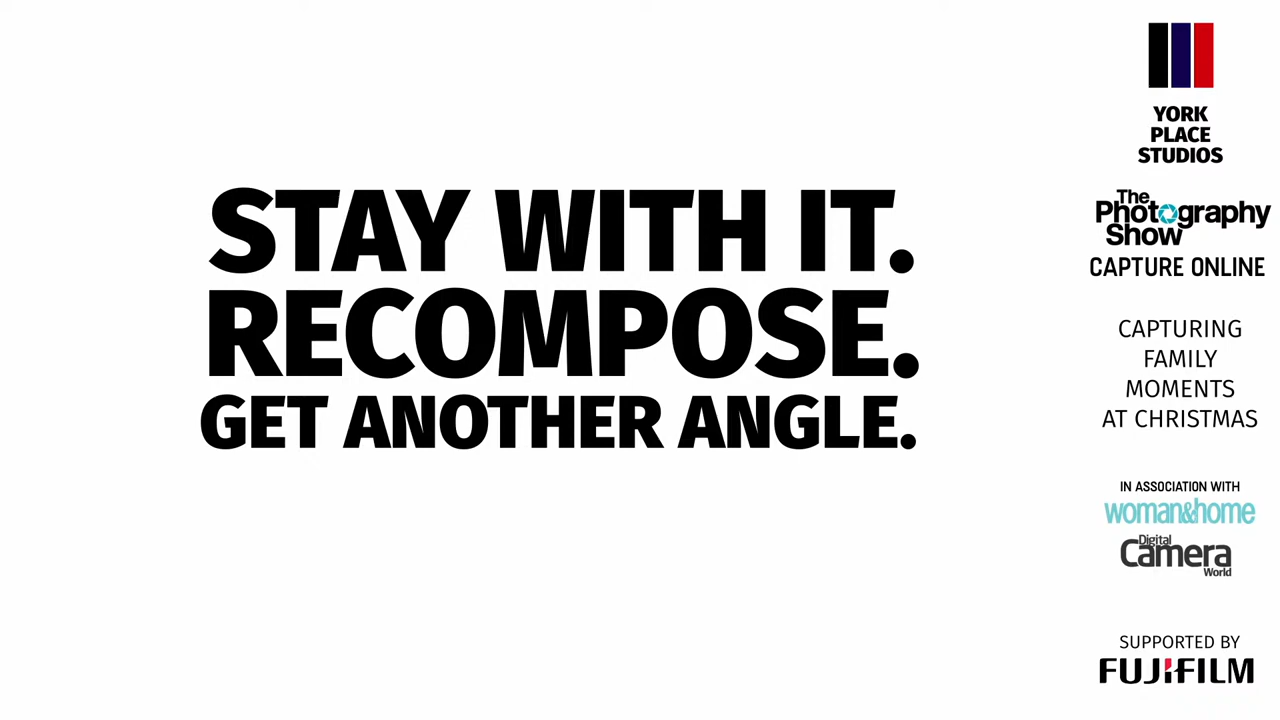 STAY WITH IT.
RECOMPOSE.
GET ANOTHER ANGLE.
YORK
PLACE
STUDIOS
The
Photography
Show
CAPTURE ONLINE
CAPTURING
FAMILY
MOMENTS
AT CHRISTMAS
IN ASSOCIATION WITH
woman&home
Digital
Camera
World
SUPPORTED BY
FUJIFILM